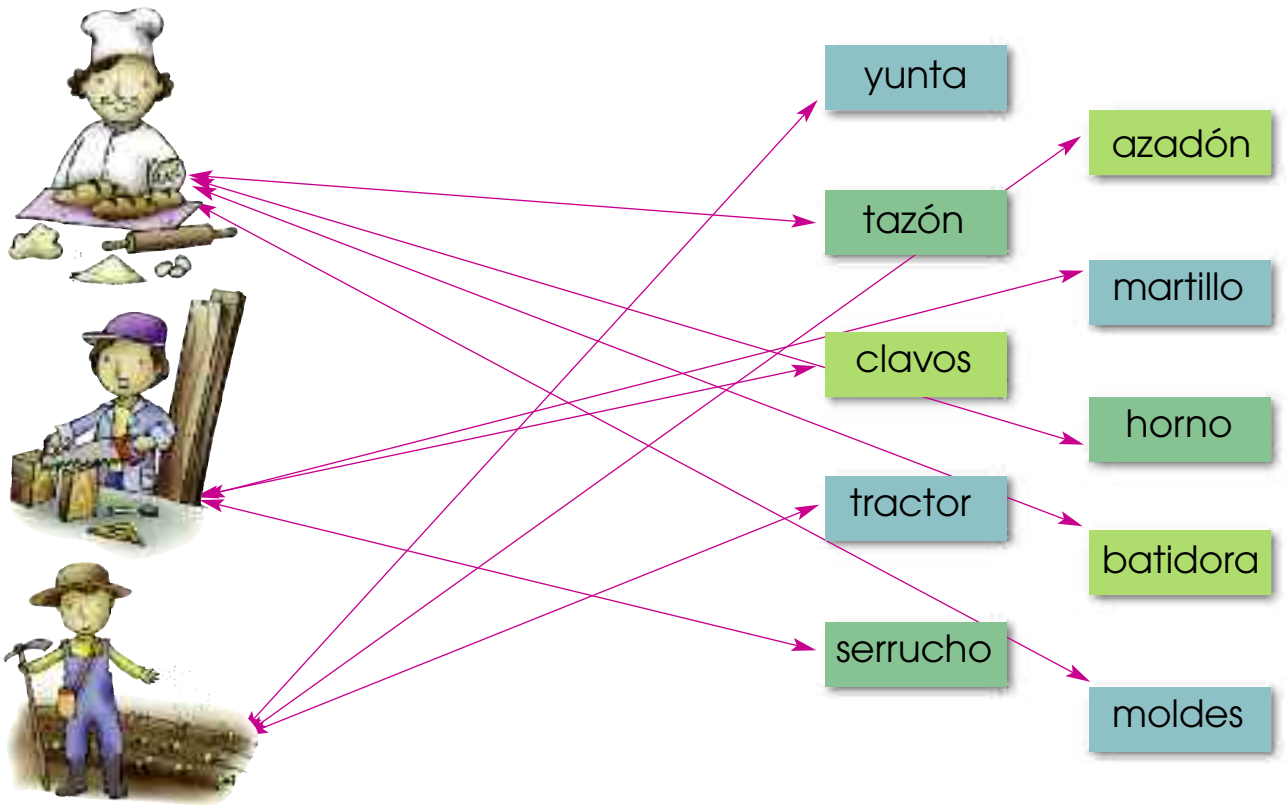 yunta
azadón
tazón
martillo
clavos
horno
tractor
batidora
serrucho
moldes